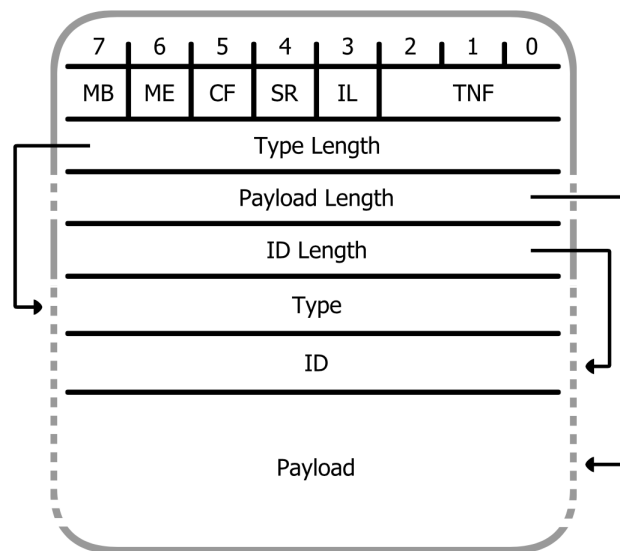 7 6 5 4 3 2 1 0
MB ME CF SR IL TNF
Type Length
Payload Length
ID Length
Type
ID
Payload